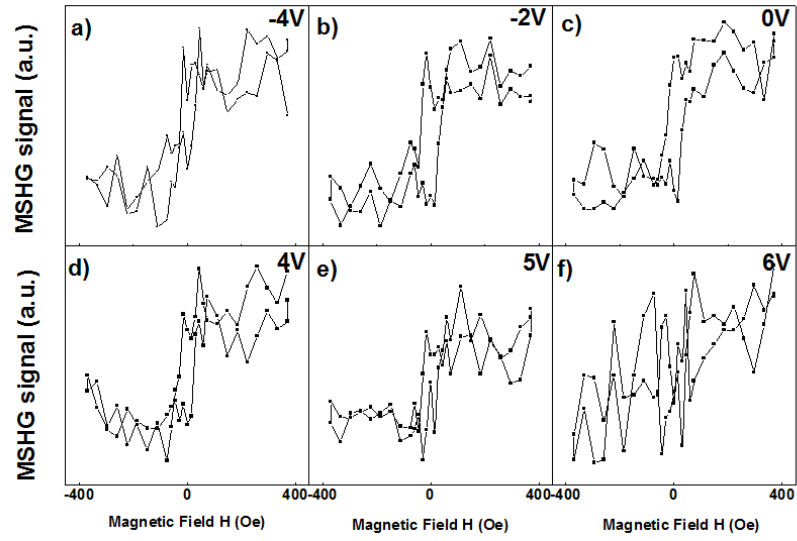 MSHG signal (a.u.)
a) -4V
b) -2V
c) 0V
MSHG signal (a.u.)
d) 4V
e) 5V
f) 6V
-400 0 400
-400 0 400
-400 0 400
Magnetic Field H (Oe)
Magnetic Field H (Oe)
Magnetic Field H (Oe)